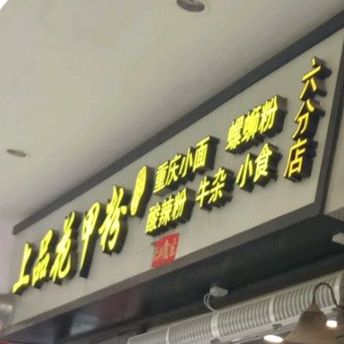 上品花甲粉
重庆小面 螺蛳粉
酸辣粉 牛杂 小食
六分店